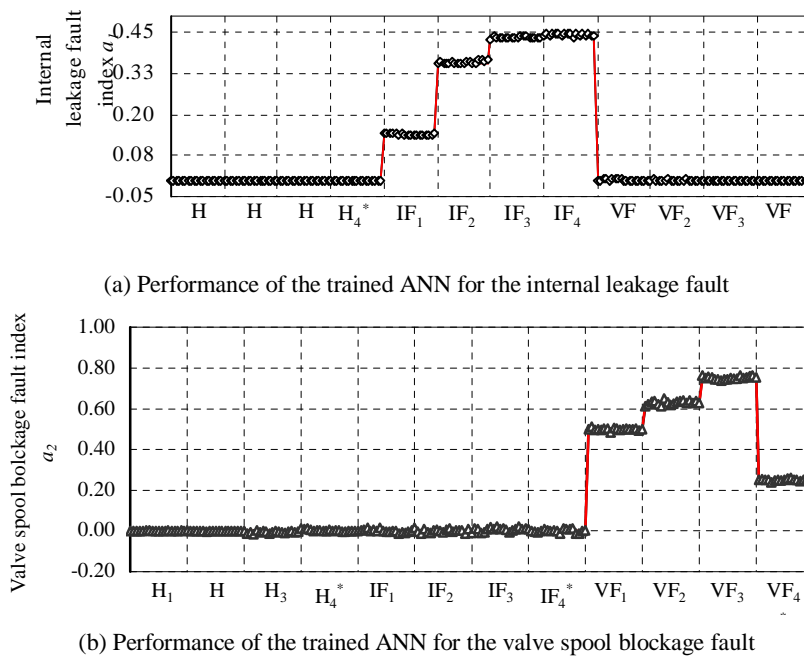 Internal
leakage fault
index a1
0.45
0.33
0.20
0.08
-0.05
H H H H4* IF1 IF2 IF3 IF4 VF VF2 VF3 VF
(a) Performance of the trained ANN for the internal leakage fault
Valve spool bolckage fault index
a2
1.00
0.80
0.60
0.40
0.20
0.00
-0.20
H1 H H3 H4* IF1 IF2 IF3 IF4* VF1 VF2 VF3 VF4
*
(b) Performance of the trained ANN for the valve spool blockage fault